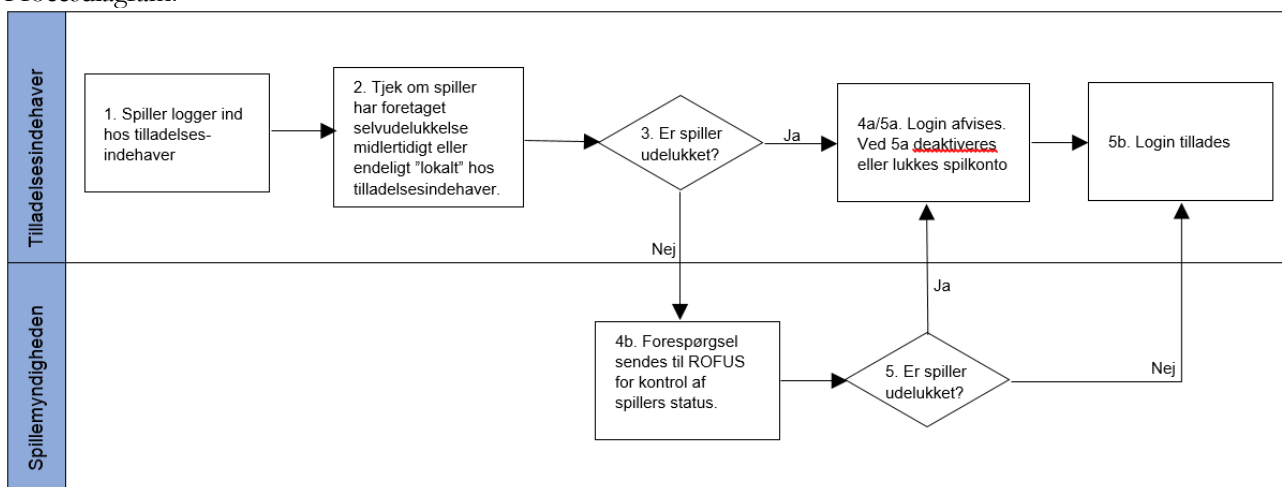 Procesdiagram:
Tilladelsesindehaver
1. Spiller logger ind
hos tilladelses-
indehaver
2. Tjek om spiller
har foretaget
selvudelukkelse
midlertidigt eller
endeligt ”lokalt” hos
tilladelsesindehaver.
3. Er spiller
udelukket?
Ja
4a/5a. Login afvises.
Ved 5a deaktiveres
eller lukkes spilkonto
5b. Login tillades
Nej
Spillemyndigheden
4b. Forespørgsel
sendes til ROFUS
for kontrol af
spillers status.
5. Er spiller
udelukket?
Ja
Nej